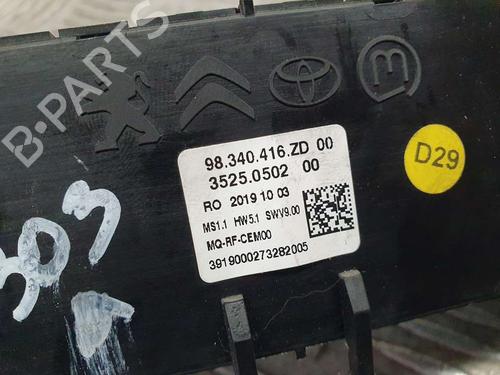 B-PARTS
98.340.416.ZD 00
3525.0502 00
RO 2019 10 03
MS1.1 HW5.1 SWV9.00
MQ-RF-CEM00
3919000273282005
D29
303
m